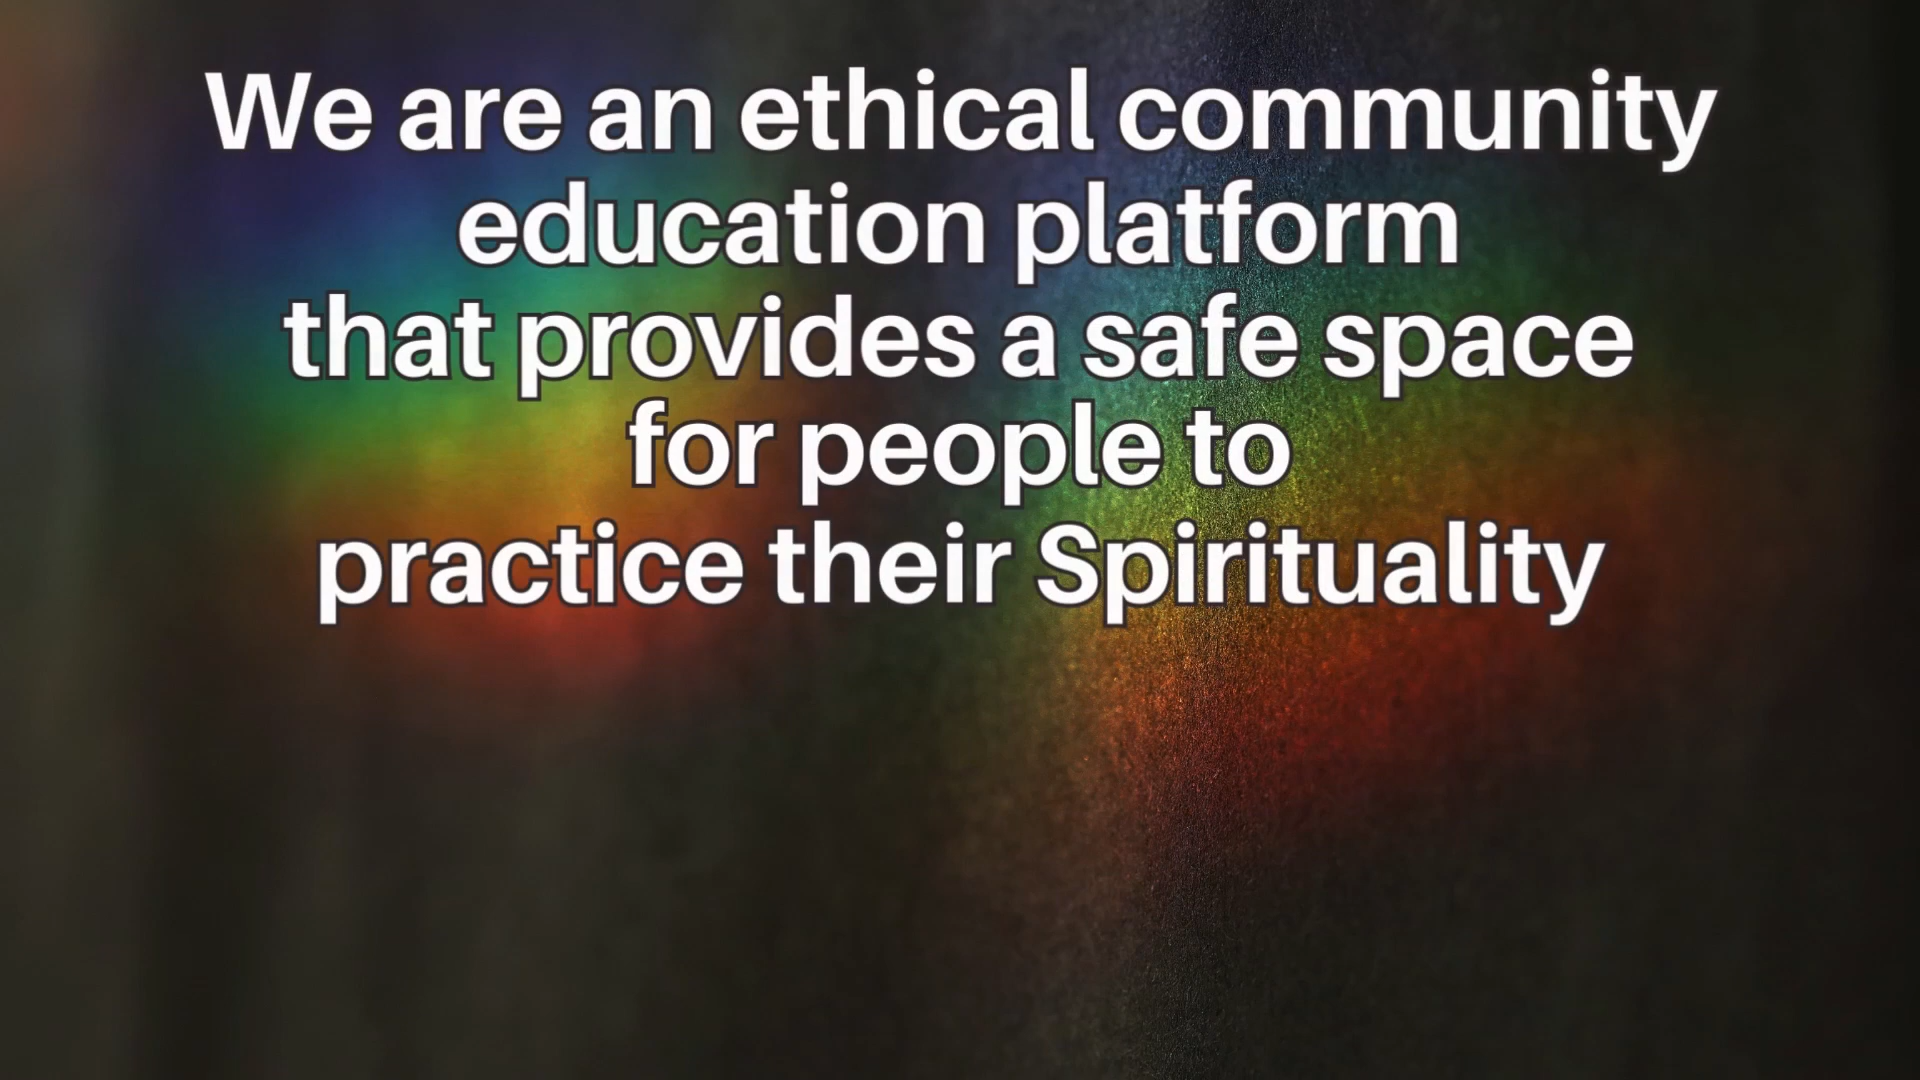 We are an ethical community
education platform
that provides a safe space
for people to
practice their Spirituality